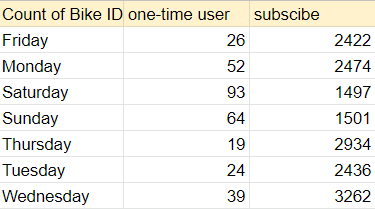 Count of Bike ID one-time user subscibe
Friday 26 2422
Monday 52 2474
Saturday 93 1497
Sunday 64 1501
Thursday 19 2934
Tuesday 24 2436
Wednesday 39 3262